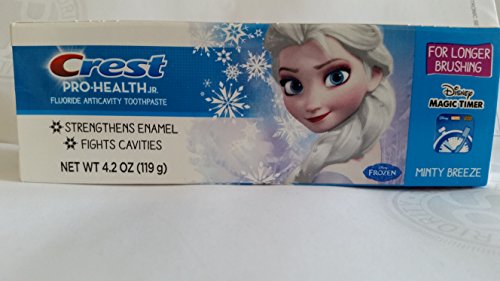 Crest
PRO-HEALTH JR.
FLUORIDE ANTICAVITY TOOTHPASTE
STRENGTHENS ENAMEL
FIGHTS CAVITIES
NET WT 4.2 OZ (119 g)
Disney
FROZEN
FOR LONGER
BRUSHING
Disney
MAGIC TIMER
MINTY BREEZE